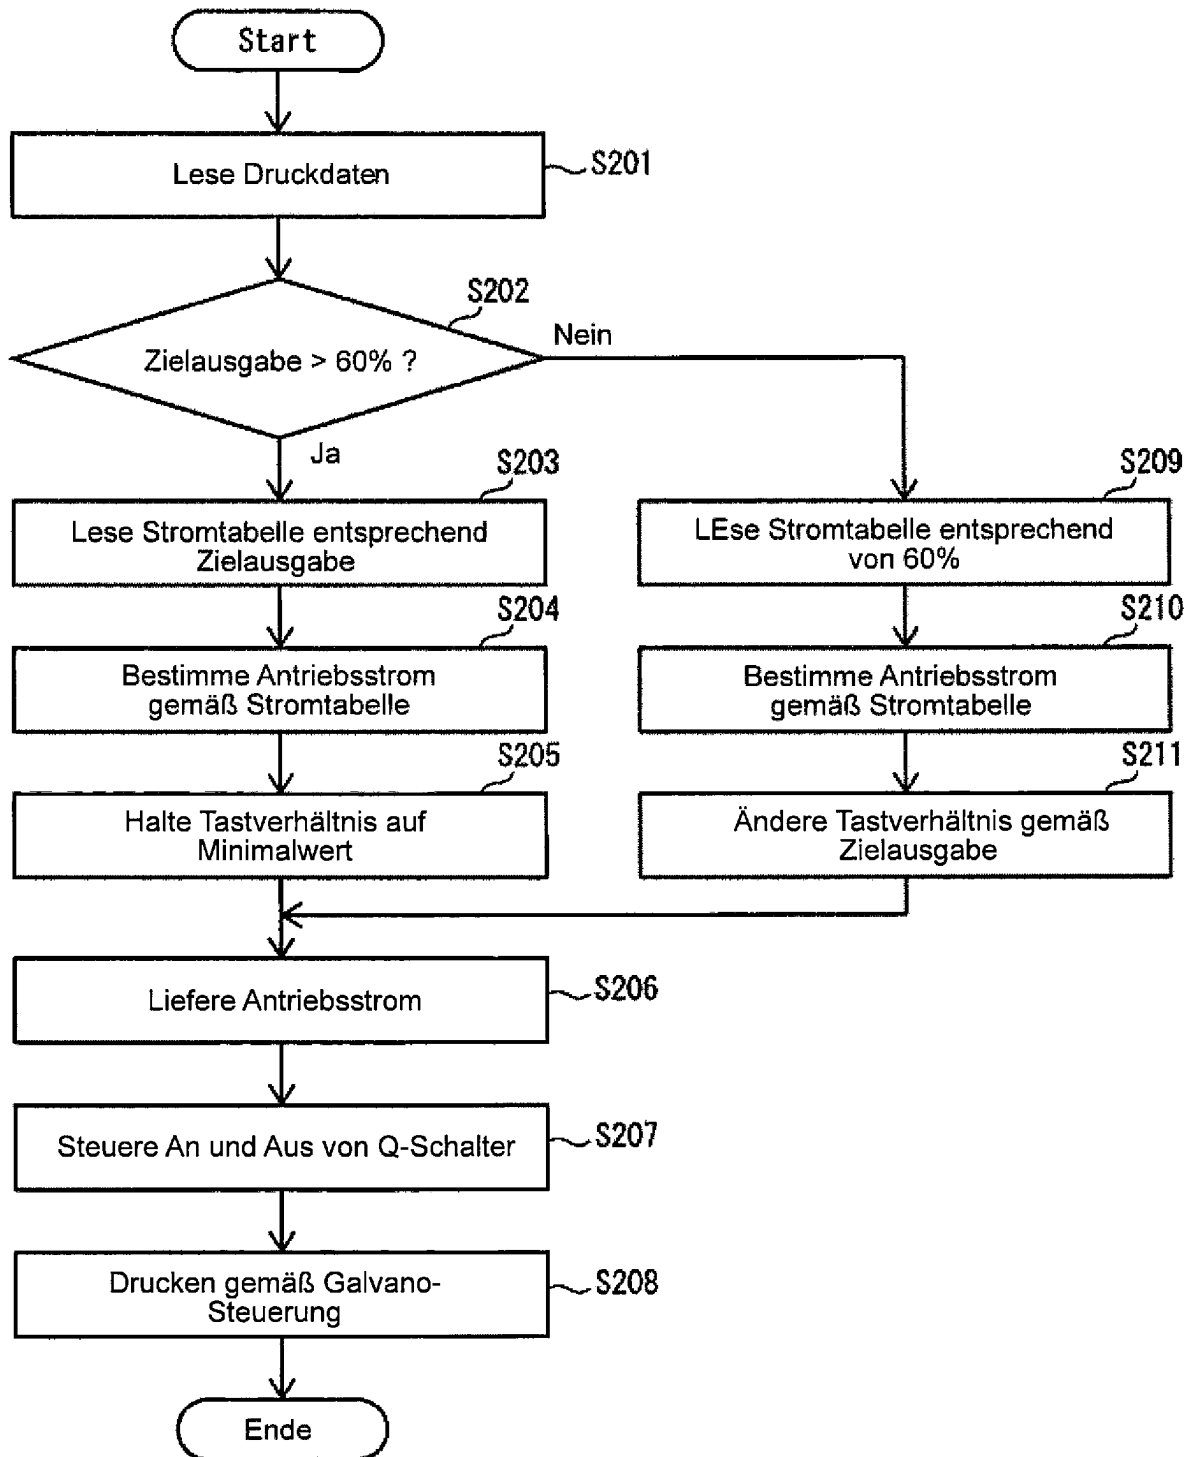 Start
Lese Druckdaten
S201
S202
Zielausgabe > 60% ?
Nein
Ja
S203
Lese Stromtabelle entsprechend
Zielausgabe
S204
Bestimme Antriebsstrom
gemäß Stromtabelle
S205
Halte Tastverhältnis auf
Minimalwert
S209
LEse Stromtabelle entsprechend
von 60%
S210
Bestimme Antriebsstrom
gemäß Stromtabelle
S211
Ändere Tastverhältnis gemäß
Zielausgabe
Liefere Antriebsstrom
S206
Steuere An und Aus von Q-Schalter
S207
Drucken gemäß Galvano-
Steuerung
S208
Ende